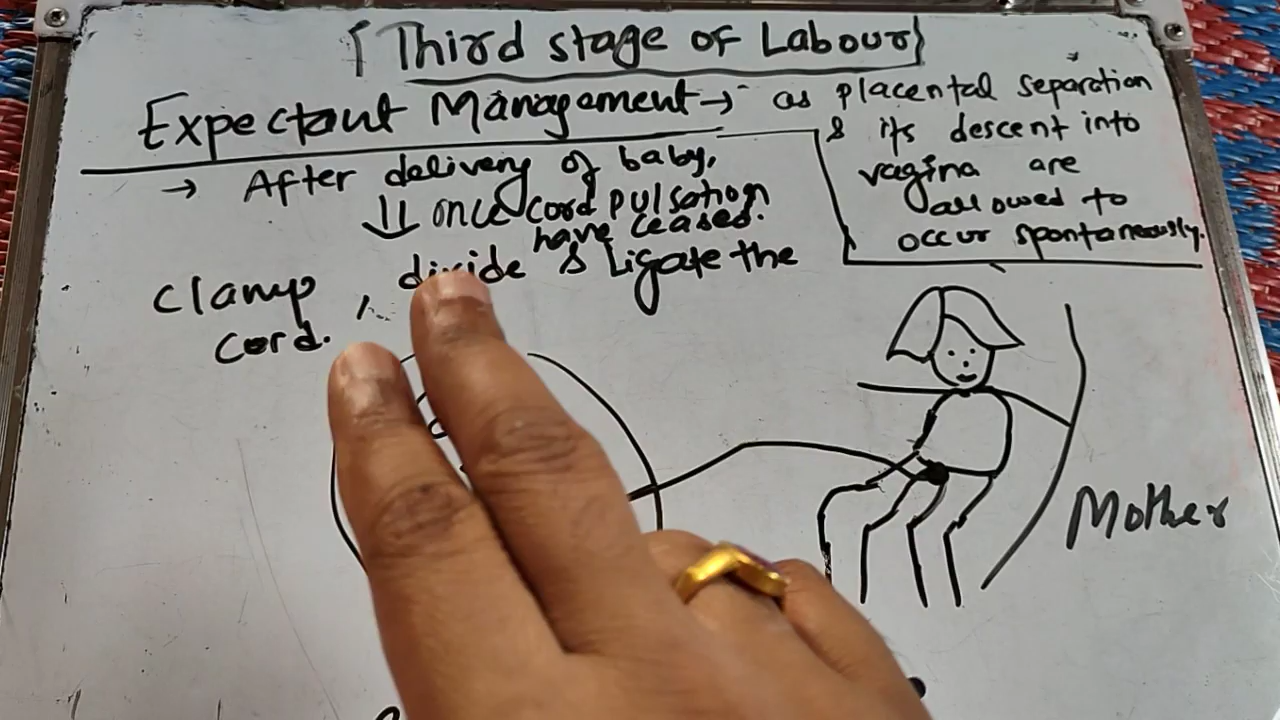 {Third stage of Labour}
Expectant Management → as placental separation
& its descent into
vagina are
allowed to
occur spontaneously.
→ After delivery of baby,
↓↓ once cord pulsation
have ceased.
Clamp, divide & Ligate the
cord.
Mother